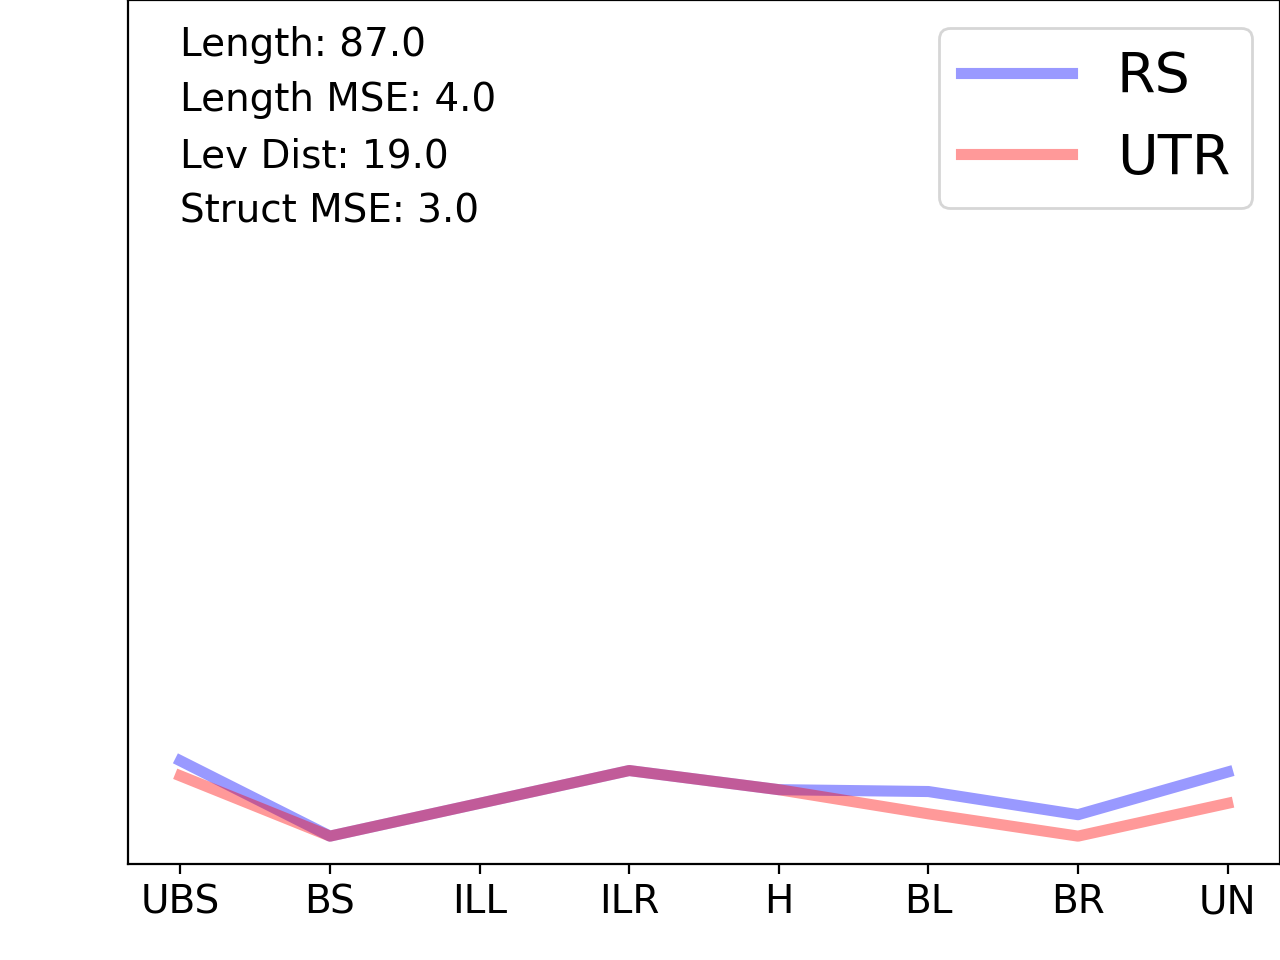 Length: 87.0
Length MSE: 4.0
Lev Dist: 19.0
Struct MSE: 3.0
RS
UTR
UBS BS ILL ILR H BL BR UN